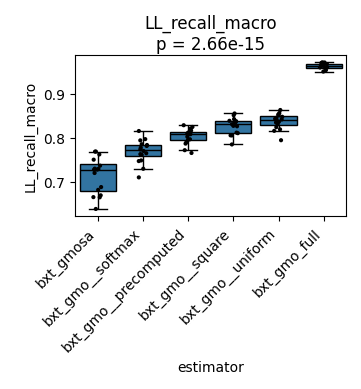 LL_recall_macro
p = 2.66e-15
LL_recall_macro
0.9
0.8
0.7
bxt_gmosa
bxt_gmo__softmax
bxt_gmo__precomputed
bxt_gmo__square
bxt_gmo__uniform
bxt_gmo_full
estimator